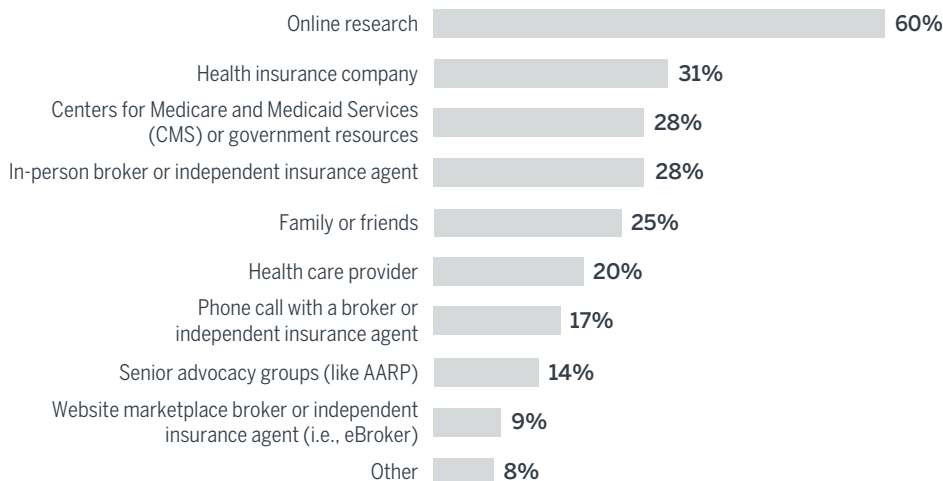 Online research 60%
Health insurance company 31%
Centers for Medicare and Medicaid Services
(CMS) or government resources 28%
In-person broker or independent insurance agent 28%
Family or friends 25%
Health care provider 20%
Phone call with a broker or
independent insurance agent 17%
Senior advocacy groups (like AARP) 14%
Website marketplace broker or independent
insurance agent (i.e., eBroker) 9%
Other 8%